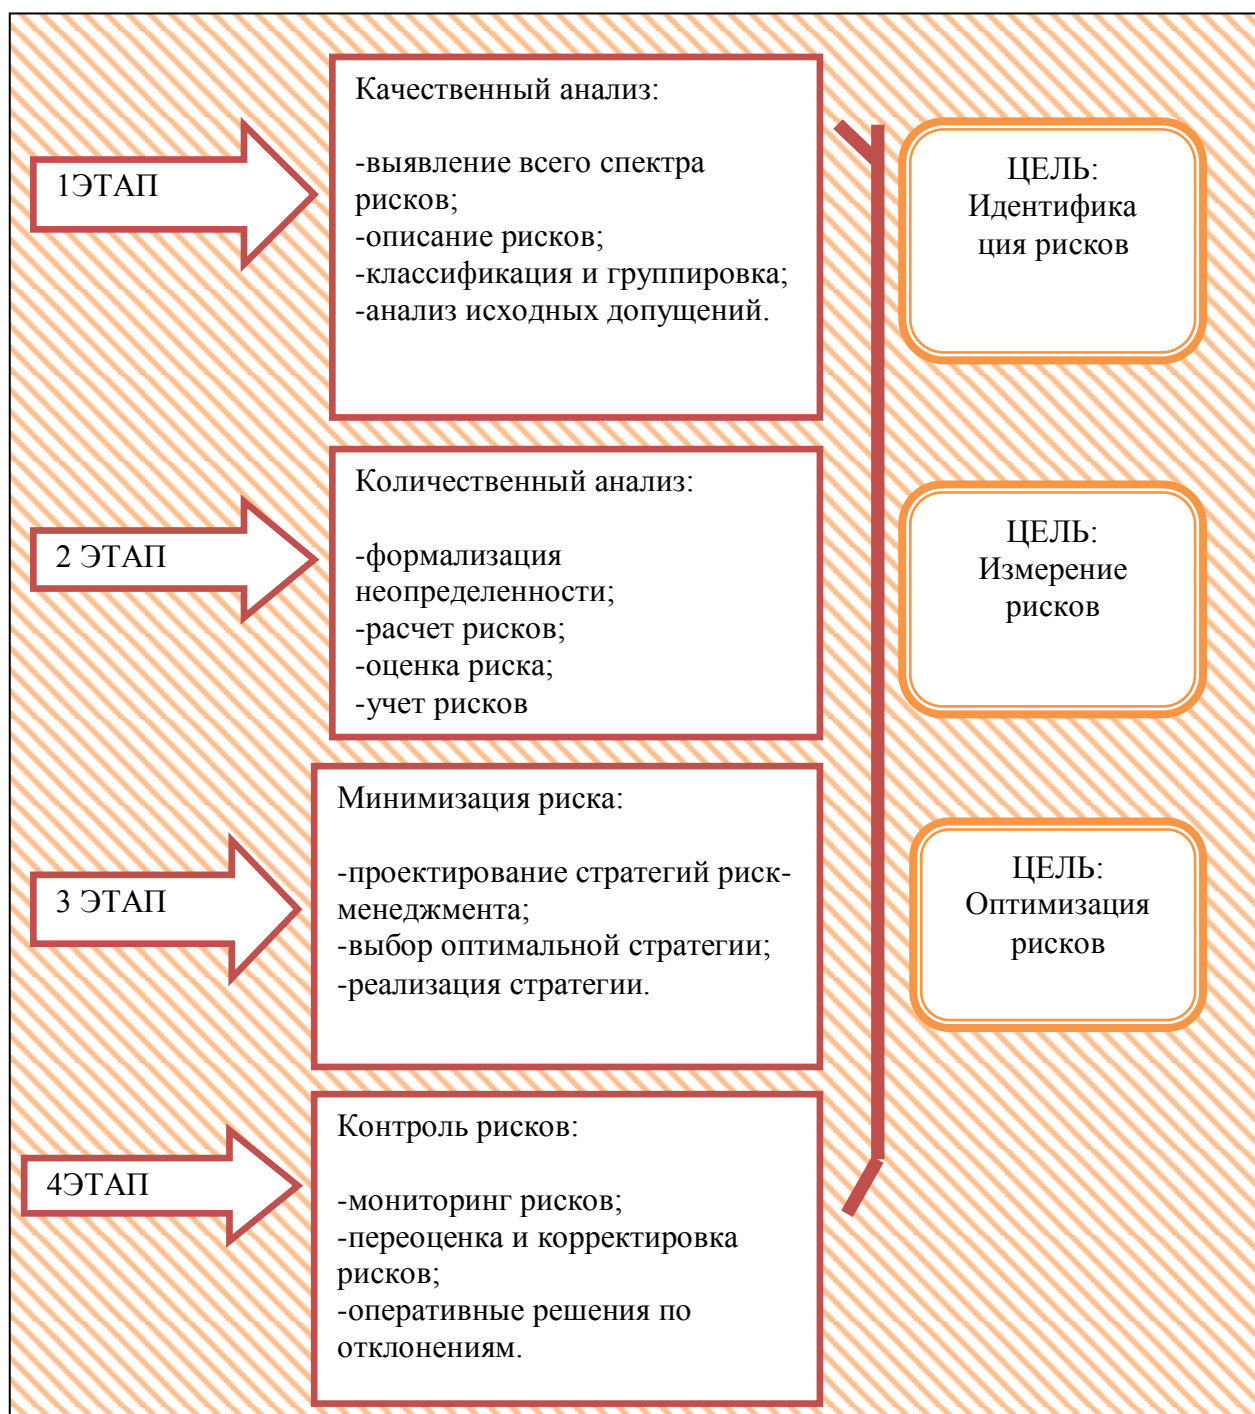 1ЭТАП
Качественный анализ:
-выявление всего спектра
рисков;
-описание рисков;
-классификация и группировка;
-анализ исходных допущений.
ЦЕЛЬ:
Идентифика
ция рисков
2 ЭТАП
Количественный анализ:
-формализация
неопределенности;
-расчет рисков;
-оценка риска;
-учет рисков
ЦЕЛЬ:
Измерение
рисков
3 ЭТАП
Минимизация риска:
-проектирование стратегий риск-
менеджмента;
-выбор оптимальной стратегии;
-реализация стратегии.
ЦЕЛЬ:
Оптимизация
рисков
4ЭТАП
Контроль рисков:
-мониторинг рисков;
-переоценка и корректировка
рисков;
-оперативные решения по
отклонениям.